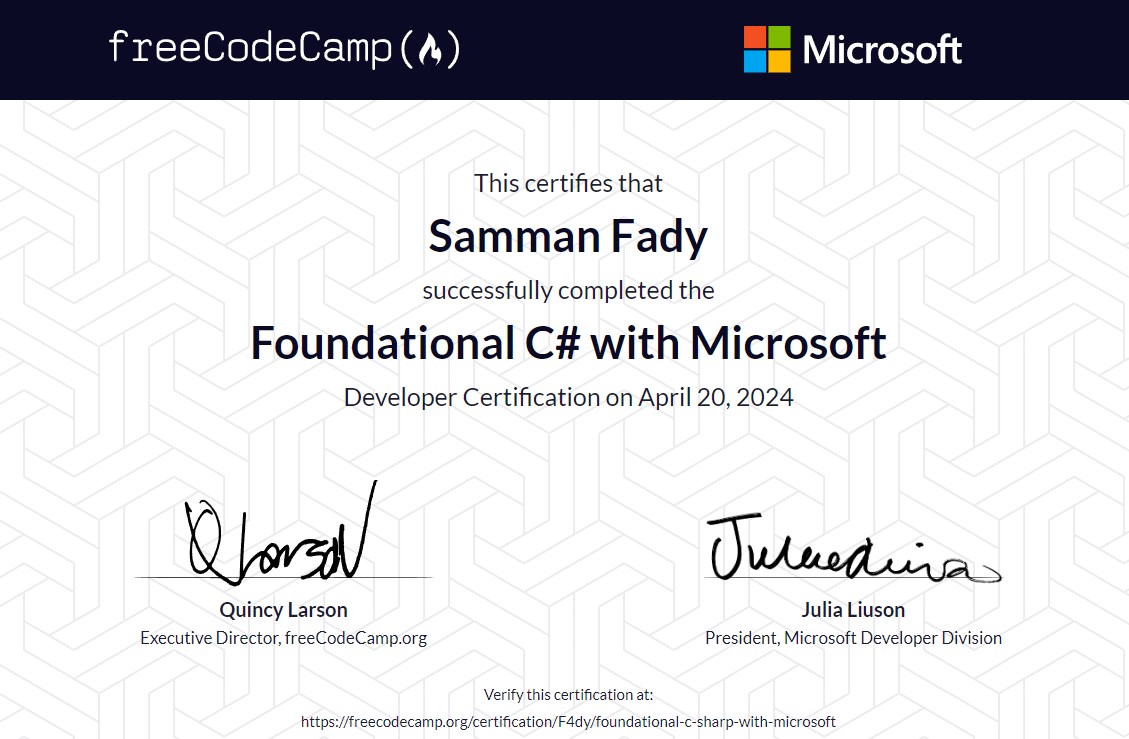 freeCodeCamp(🔥)
Microsoft
This certifies that
Samman Fady
successfully completed the
Foundational C# with Microsoft
Developer Certification on April 20, 2024
Quincy Larson
Executive Director, freeCodeCamp.org
Julia Liuson
President, Microsoft Developer Division
Verify this certification at:
https://freecodecamp.org/certification/F4dy/foundational-c-sharp-with-microsoft